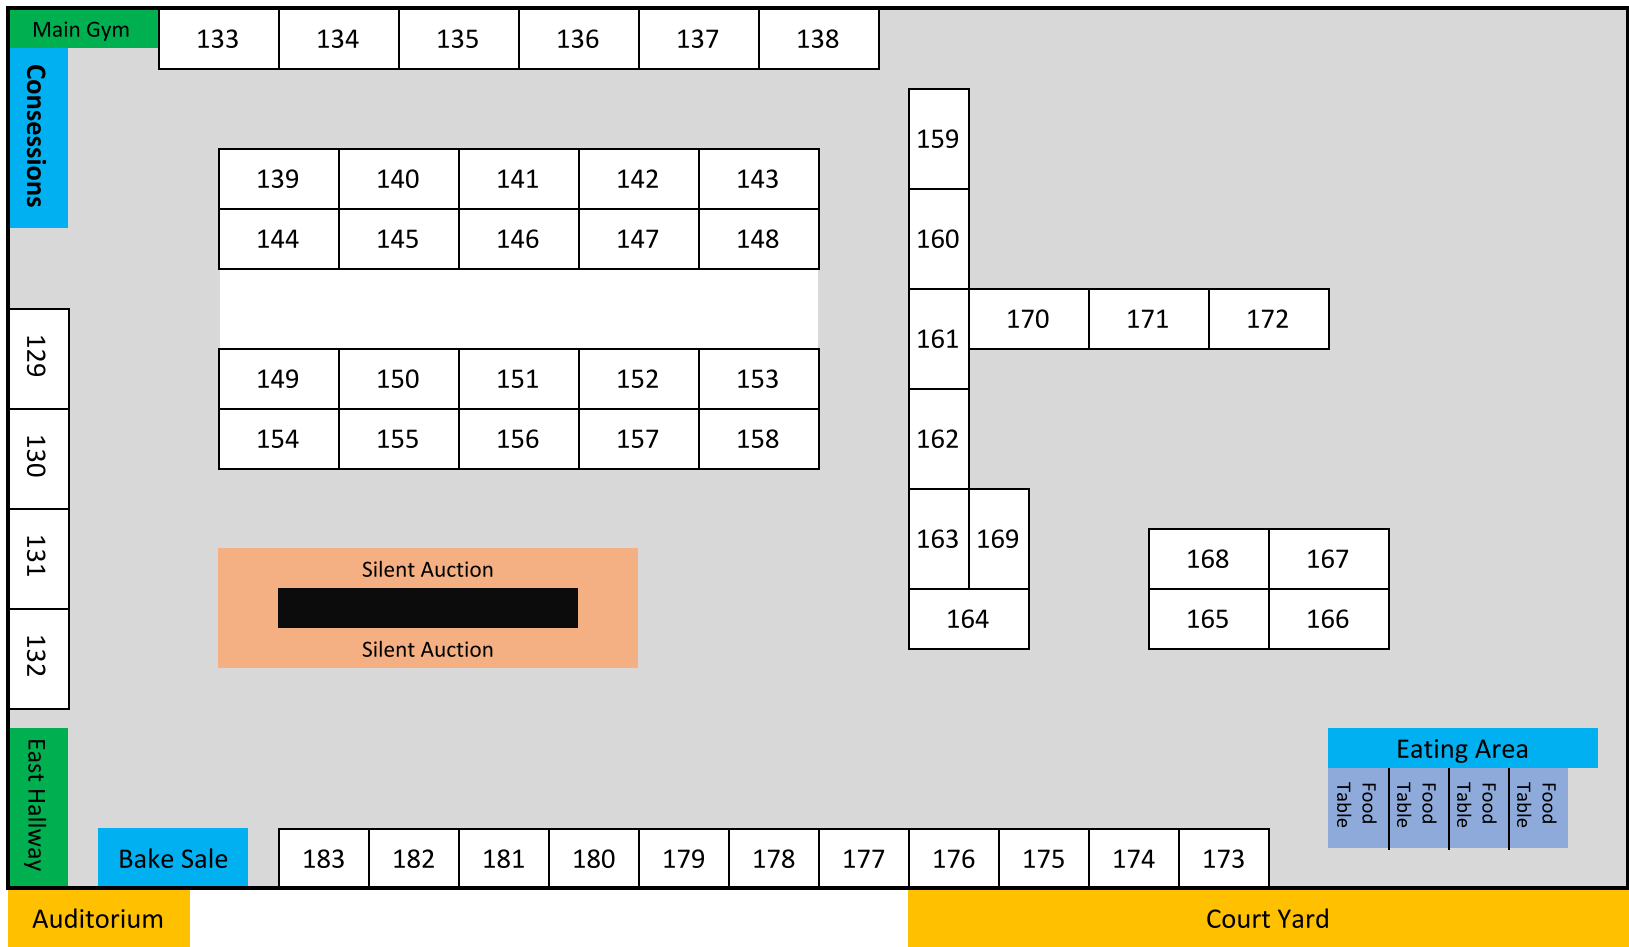 Main Gym
133 134 135 136 137 138
Consessions
159
139 140 141 142 143
144 145 146 147 148
160
170 171 172
161
129
149 150 151 152 153
154 155 156 157 158
162
130
163 169
131
168 167
Silent Auction
164
165 166
Silent Auction
132
East Hallway
Eating Area
Food
Table
Food
Table
Food
Table
Food
Table
Bake Sale
183 182 181 180 179 178 177 176 175 174 173
Auditorium
Court Yard